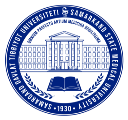 SAMARQAND DAVLAT TIBBIYOT UNIVERSITETI
SAMARKAND STATE MEDICAL UNIVERSITY
•1930•